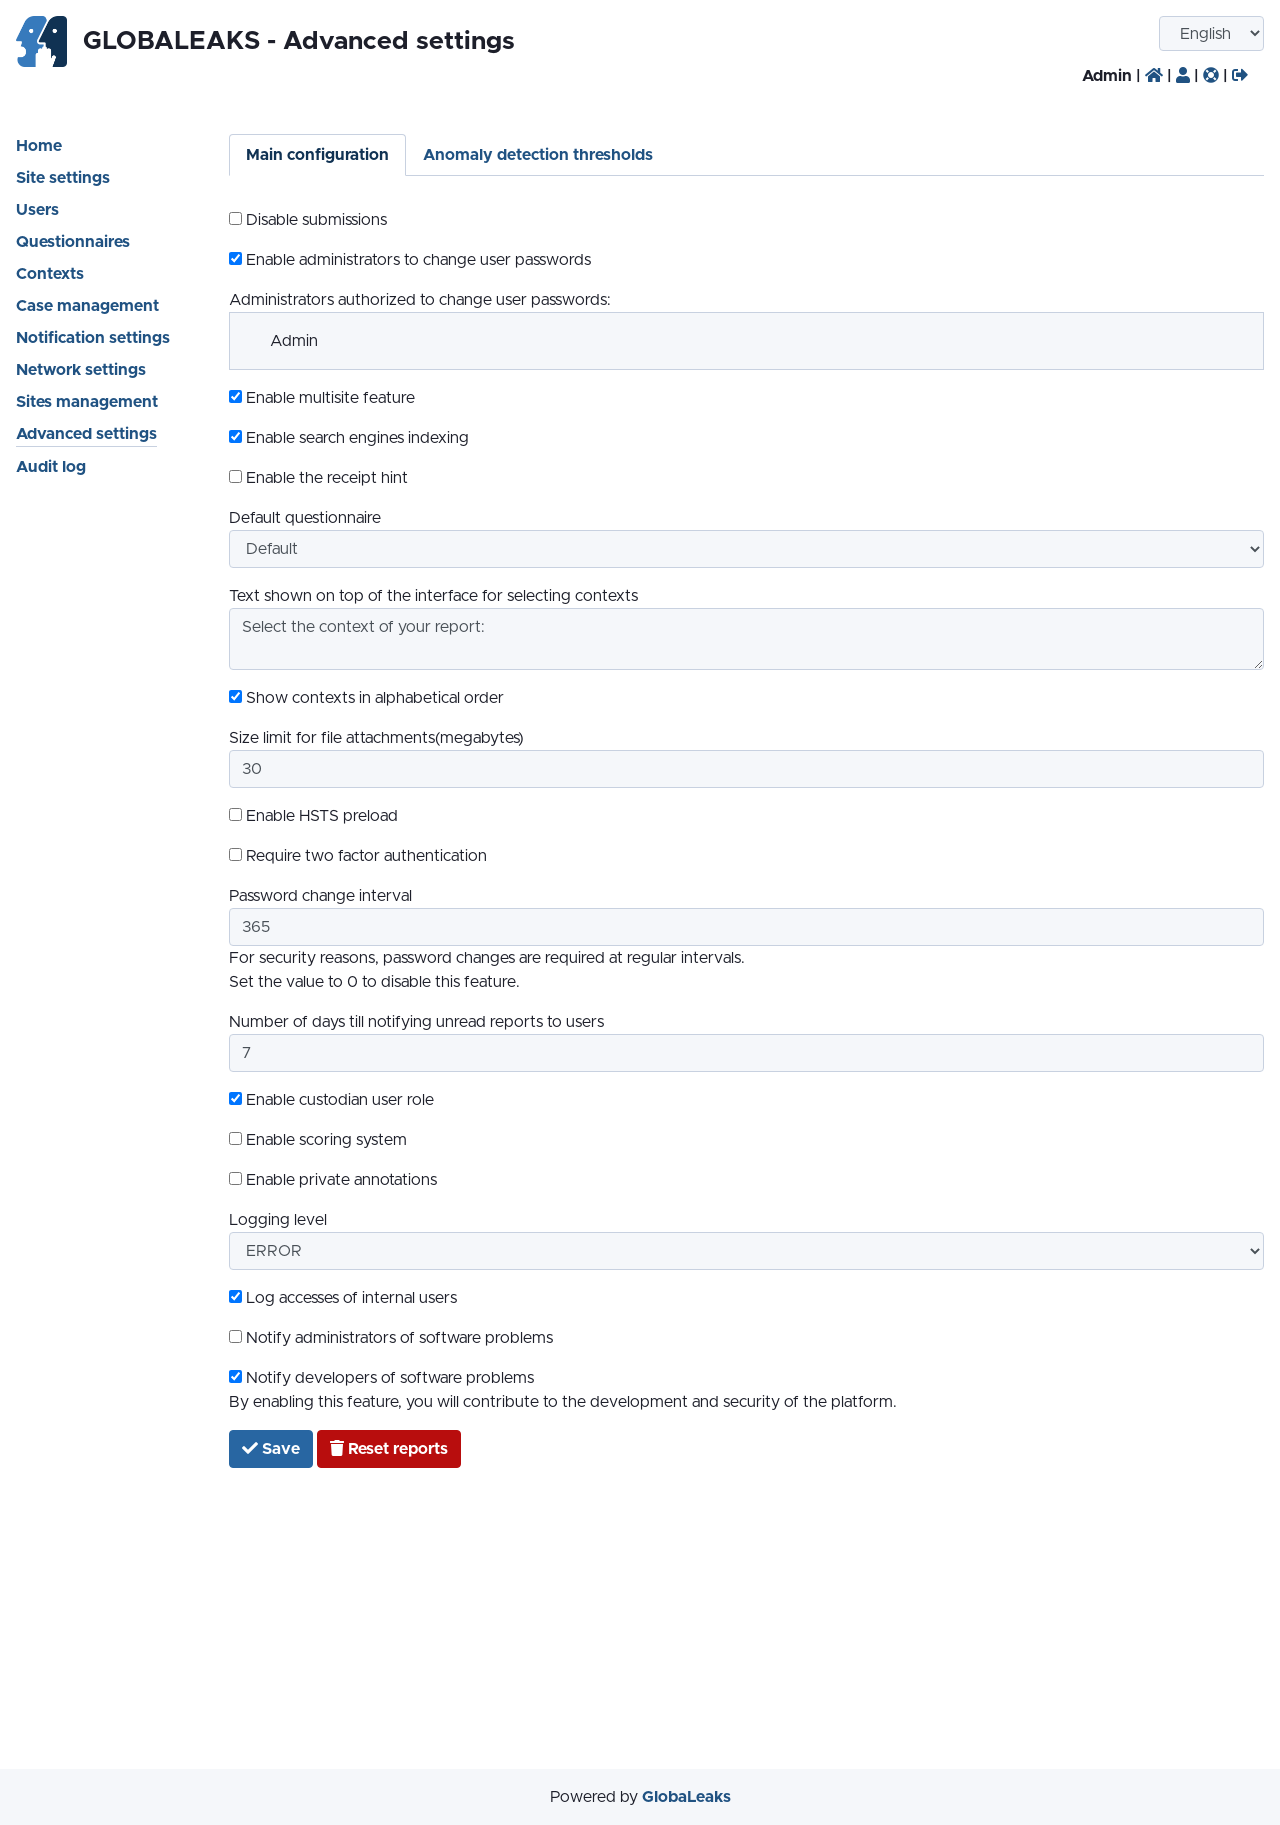 GLOBALEAKS - Advanced settings
English
Admin | | | |
Home
Site settings
Users
Questionnaires
Contexts
Case management
Notification settings
Network settings
Sites management
Advanced settings
Audit log
Main configuration
Anomaly detection thresholds
Disable submissions
Enable administrators to change user passwords
Administrators authorized to change user passwords:
Admin
Enable multisite feature
Enable search engines indexing
Enable the receipt hint
Default questionnaire
Default
Text shown on top of the interface for selecting contexts
Select the context of your report:
Show contexts in alphabetical order
Size limit for file attachments(megabytes)
30
Enable HSTS preload
Require two factor authentication
Password change interval
365
For security reasons, password changes are required at regular intervals.
Set the value to 0 to disable this feature.
Number of days till notifying unread reports to users
7
Enable custodian user role
Enable scoring system
Enable private annotations
Logging level
ERROR
Log accesses of internal users
Notify administrators of software problems
Notify developers of software problems
By enabling this feature, you will contribute to the development and security of the platform.
Save
Reset reports
Powered by GlobaLeaks